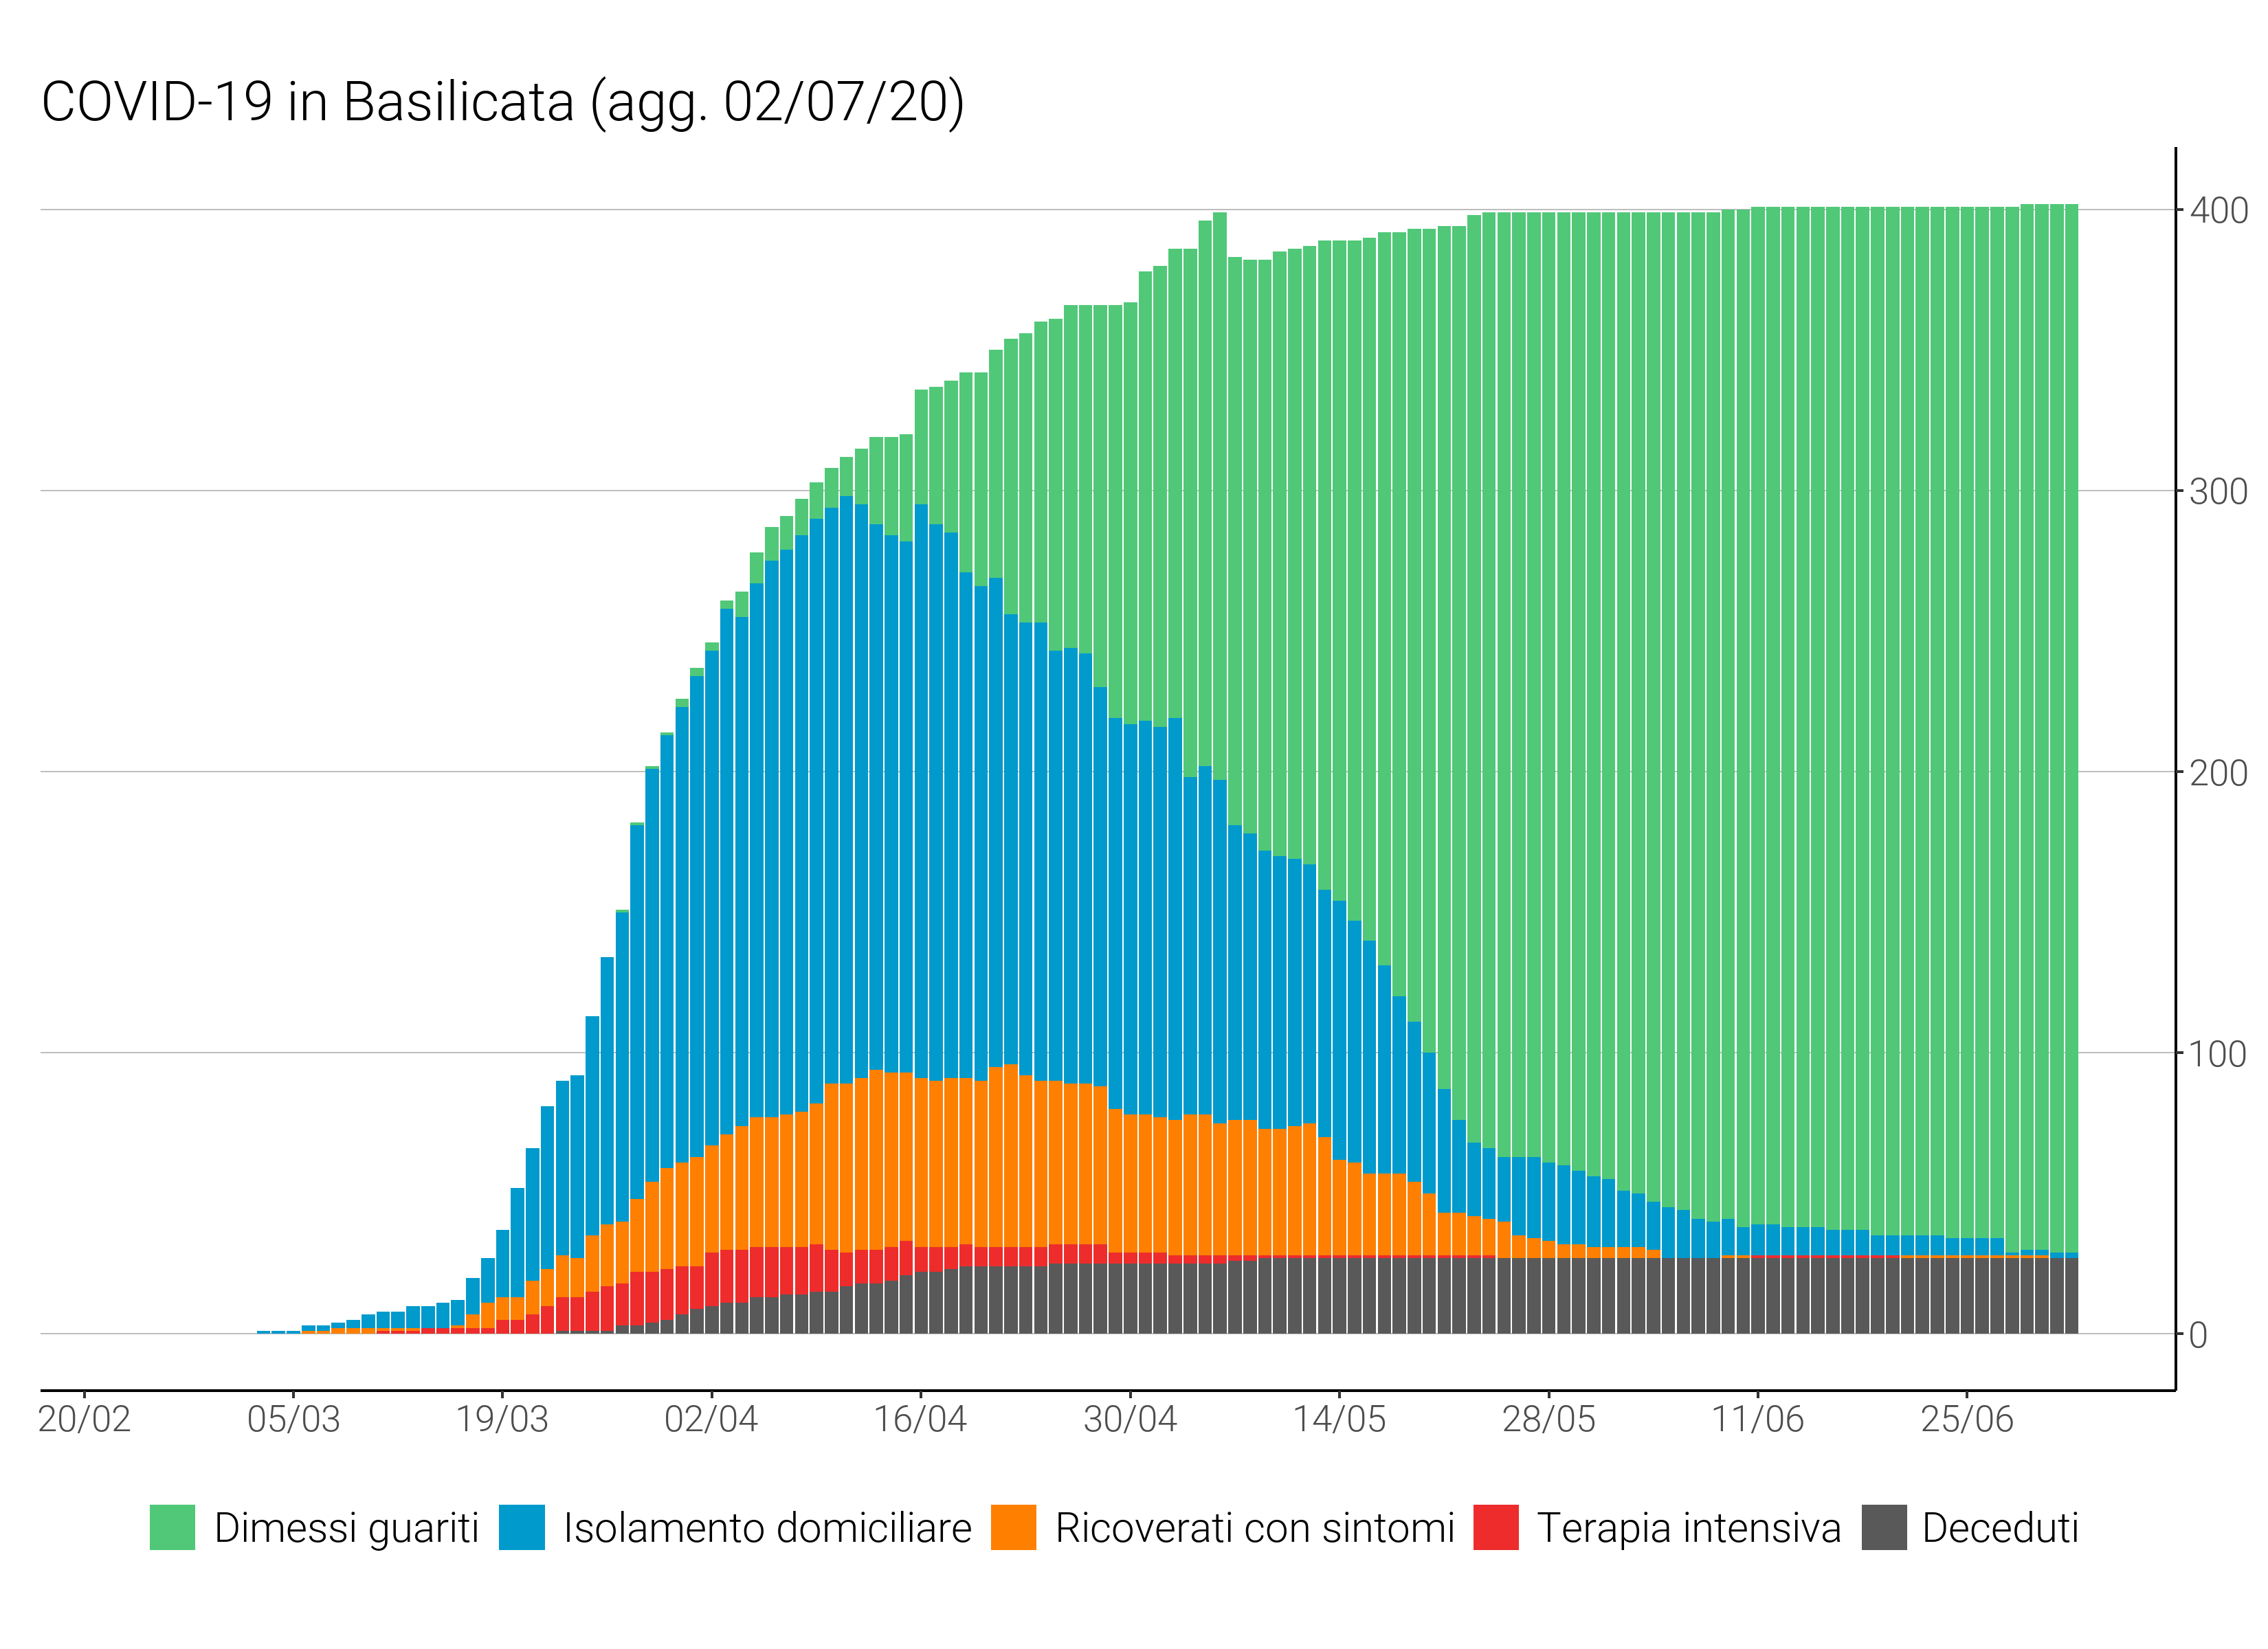 COVID-19 in Basilicata (agg. 02/07/20)
400
300
200
100
0
20/02 05/03 19/03 02/04 16/04 30/04 14/05 28/05 11/06 25/06
Dimessi guariti Isolamento domiciliare Ricoverati con sintomi Terapia intensiva Deceduti